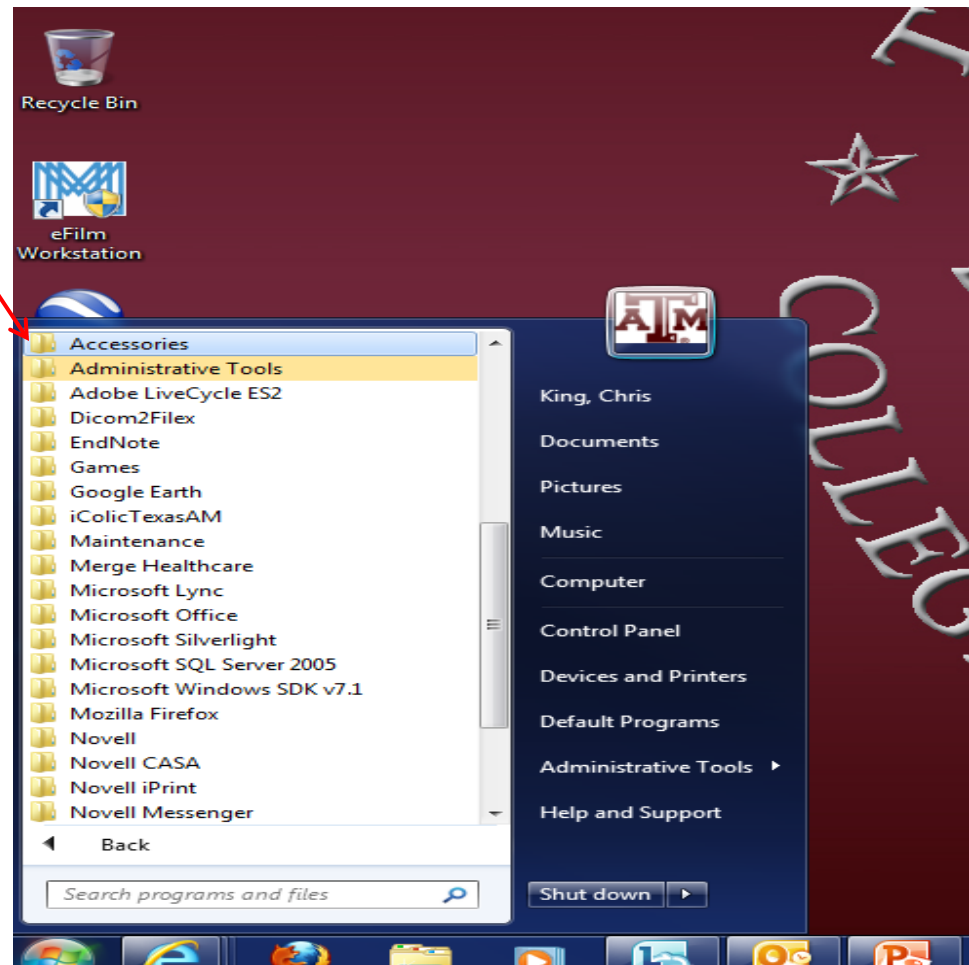 Recycle Bin
eFilm
Workstation
Accessories
Administrative Tools
Adobe LiveCycle ES2
Dicom2Filex
EndNote
Games
Google Earth
iColicTexasAM
Maintenance
Merge Healthcare
Microsoft Lync
Microsoft Office
Microsoft Silverlight
Microsoft SQL Server 2005
Microsoft Windows SDK v7.1
Mozilla Firefox
Novell
Novell CASA
Novell iPrint
Novell Messenger
Back
Search programs and files
ATM
King, Chris
Documents
Pictures
Music
Computer
Control Panel
Devices and Printers
Default Programs
Administrative Tools
Help and Support
Shut down
COLLEG